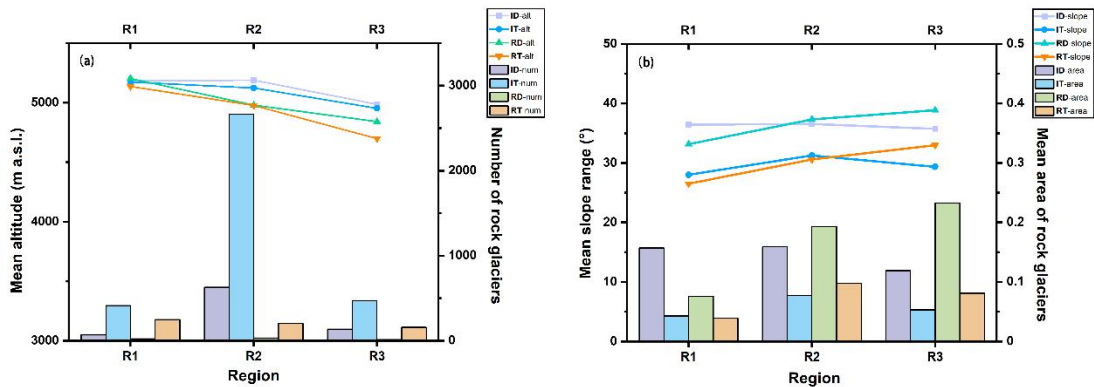 R1 R2 R3
(a)
ID-alt
IT-alt
RD-alt
RT-alt
ID-num
IT-num
RD-num
RT-num
5000
4000
3000
Mean altitude (m a.s.l.)
3000
2000
1000
0
Number of rock glaciers
R1 R2 R3
Region
R1 R2 R3
(b)
ID-slope
IT-slope
RD-slope
RT-slope
ID-area
IT-area
RD-area
RT-area
50
40
30
20
10
0
Mean slope range (°)
0.5
0.4
0.3
0.2
0.1
0
Mean area of rock glaciers
R1 R2 R3
Region